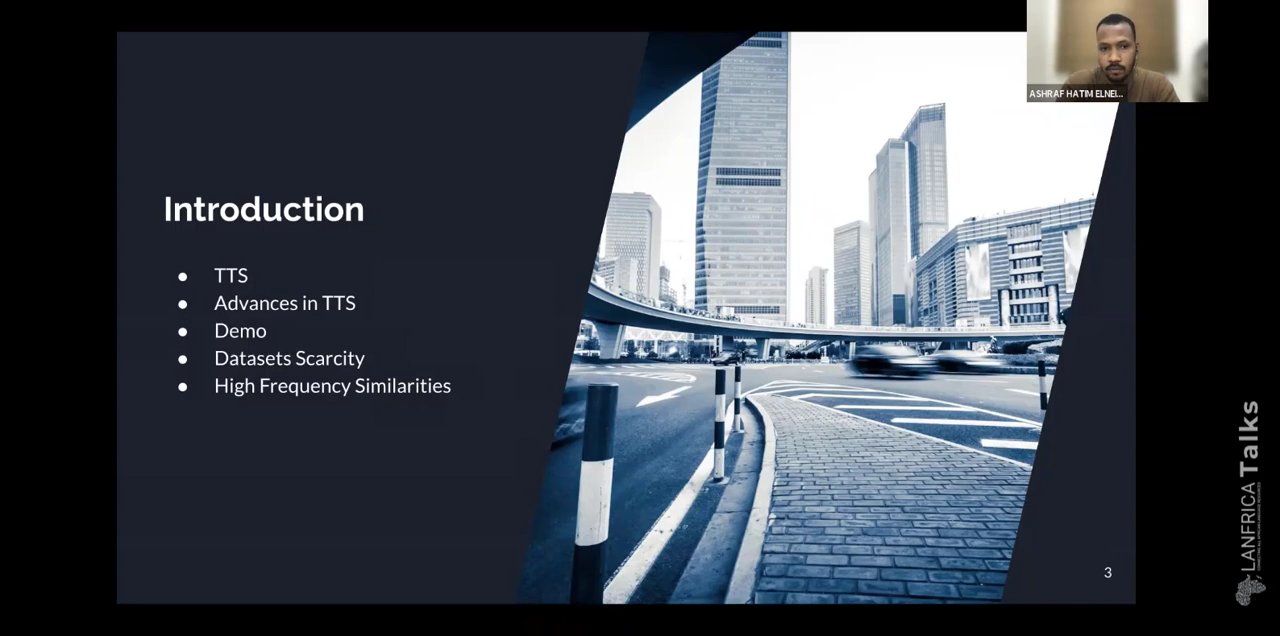 ASHRAF HATIM ELNEI...
Introduction
● TTS
● Advances in TTS
● Demo
● Datasets Scarcity
● High Frequency Similarities
3
LANFRICA Talks